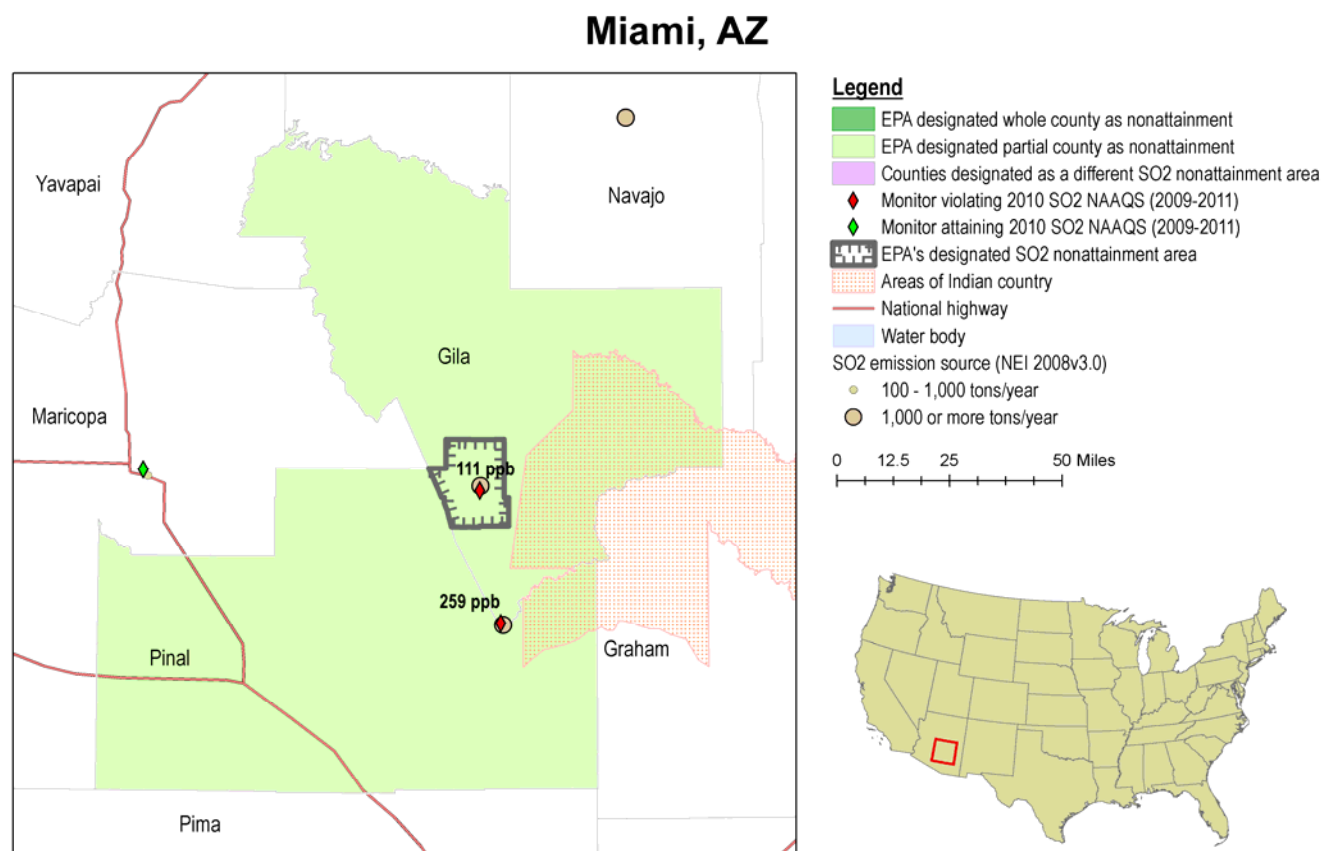 Miami, AZ
Yavapai
Navajo
Gila
Maricopa
111 ppb
259 ppb
Pinal
Graham
Pima
Legend
EPA designated whole county as nonattainment
EPA designated partial county as nonattainment
Counties designated as a different SO2 nonattainment area
Monitor violating 2010 SO2 NAAQS (2009-2011)
Monitor attaining 2010 SO2 NAAQS (2009-2011)
EPA's designated SO2 nonattainment area
Areas of Indian country
National highway
Water body
SO2 emission source (NEI 2008v3.0)
100 - 1,000 tons/year
1,000 or more tons/year
0 12.5 25 50 Miles